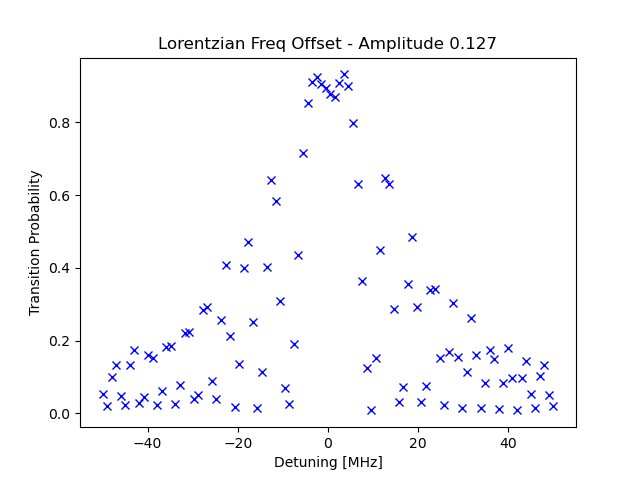 Lorentzian Freq Offset - Amplitude 0.127
Transition Probability
0.8
0.6
0.4
0.2
0.0
−40 −20 0 20 40
Detuning [MHz]